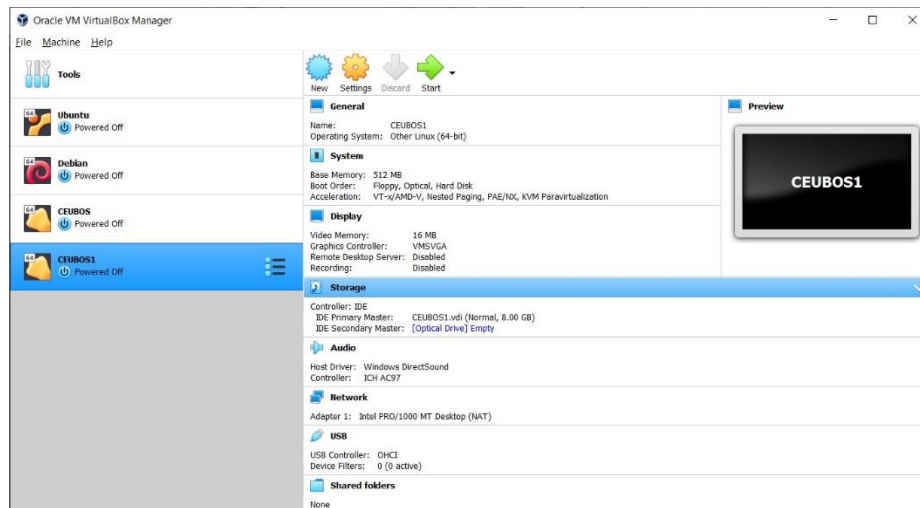 Oracle VM VirtualBox Manager
File Machine Help
Tools
64
Ubuntu
Powered Off
64
Debian
Powered Off
64
CEUBOS
Powered Off
64
CEUBOS1
Powered Off
New Settings Discard Start
General
Name: CEUBOS1
Operating System: Other Linux (64-bit)
System
Base Memory: 512 MB
Boot Order: Floppy, Optical, Hard Disk
Acceleration: VT-x/AMD-V, Nested Paging, PAE/NX, KVM Paravirtualization
Display
Video Memory: 16 MB
Graphics Controller: VMSVGA
Remote Desktop Server: Disabled
Recording: Disabled
Storage
Controller: IDE
IDE Primary Master: CEUBOS1.vdi (Normal, 8.00 GB)
IDE Secondary Master: [Optical Drive] Empty
Audio
Host Driver: Windows DirectSound
Controller: ICH AC97
Network
Adapter 1: Intel PRO/1000 MT Desktop (NAT)
USB
USB Controller: OHCI
Device Filters: 0 (0 active)
Shared folders
None
Preview
CEUBOS1